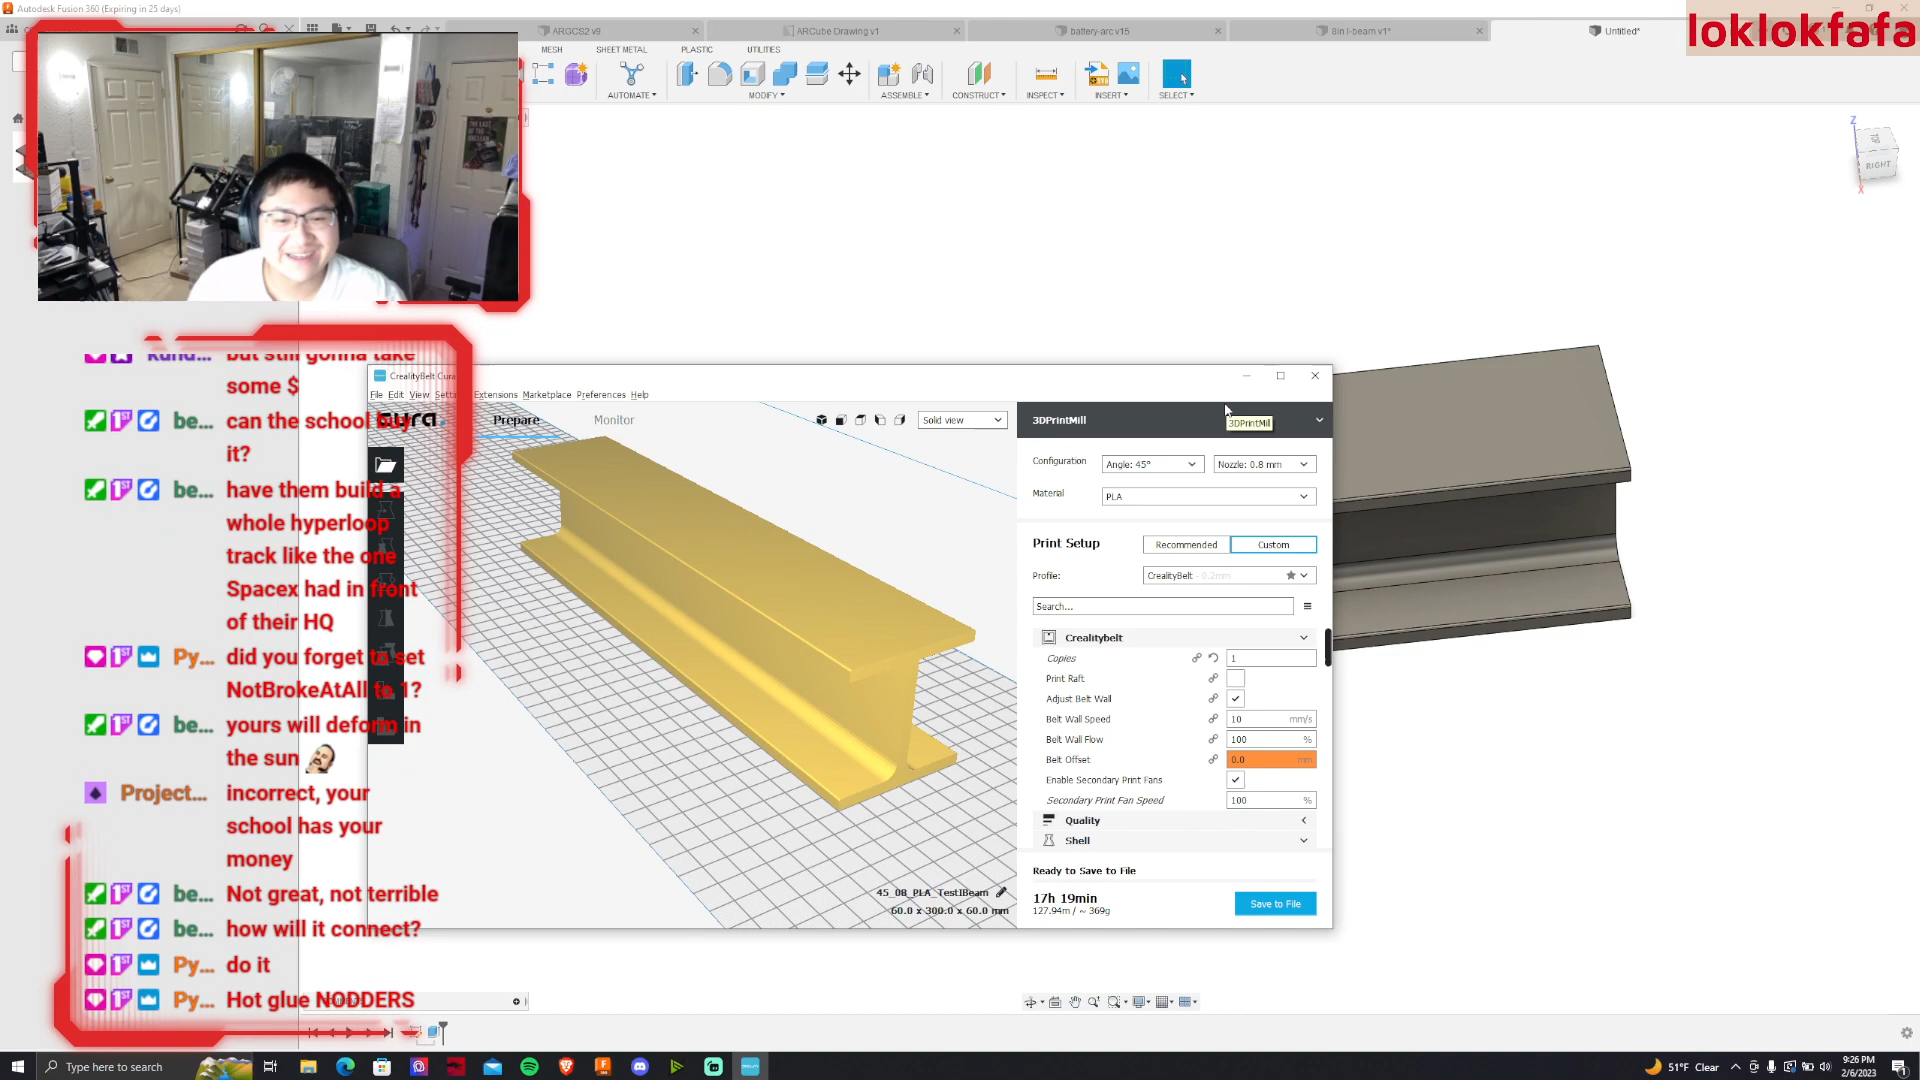 Autodesk Fusion 360 (Expiring in 25 days)
ARGCS2 v9
ARCube Drawing v1
battery-arc v15
8in I-beam v1*
Untitled*
loklokfafa
MESH
SHEET METAL
PLASTIC
UTILITIES
AUTOMATE
MODIFY
ASSEMBLE
CONSTRUCT
INSPECT
INSERT
SELECT
Z
RIGHT
X
but still gonna take
some $
be... can the school buy
it?
be... have them build a
whole hyperloop
track like the one
Spacex had in front
of their HQ
Py... did you forget to set
NotBrokeAtAll to 1?
be... yours will deform in
the sun
Project... incorrect, your
school has your
money
be... Not great, not terrible
be... how will it connect?
Py... do it
Py... Hot glue NODDERS
CrealityBelt Cura
File Edit View Extensions Marketplace Preferences Help
cura.
Prepare
Monitor
Solid view
3DPrintMill
3DPrintMill
Configuration
Angle: 45°
Nozzle: 0.8 mm
Material
PLA
Print Setup
Recommended
Custom
Profile:
CrealityBelt - 0.2mm
Search...
Crealitybelt
Copies
1
Print Raft
Adjust Belt Wall
Belt Wall Speed
10 mm/s
Belt Wall Flow
100 %
Belt Offset
0.0 mm
Enable Secondary Print Fans
Secondary Print Fan Speed
100 %
Quality
Shell
Ready to Save to File
17h 19min
127.94m / ~ 369g
Save to File
45_08_PLA_TestIBeam
60.0 x 300.0 x 60.0 mm
Type here to search
51°F Clear
9:26 PM
2/6/2023